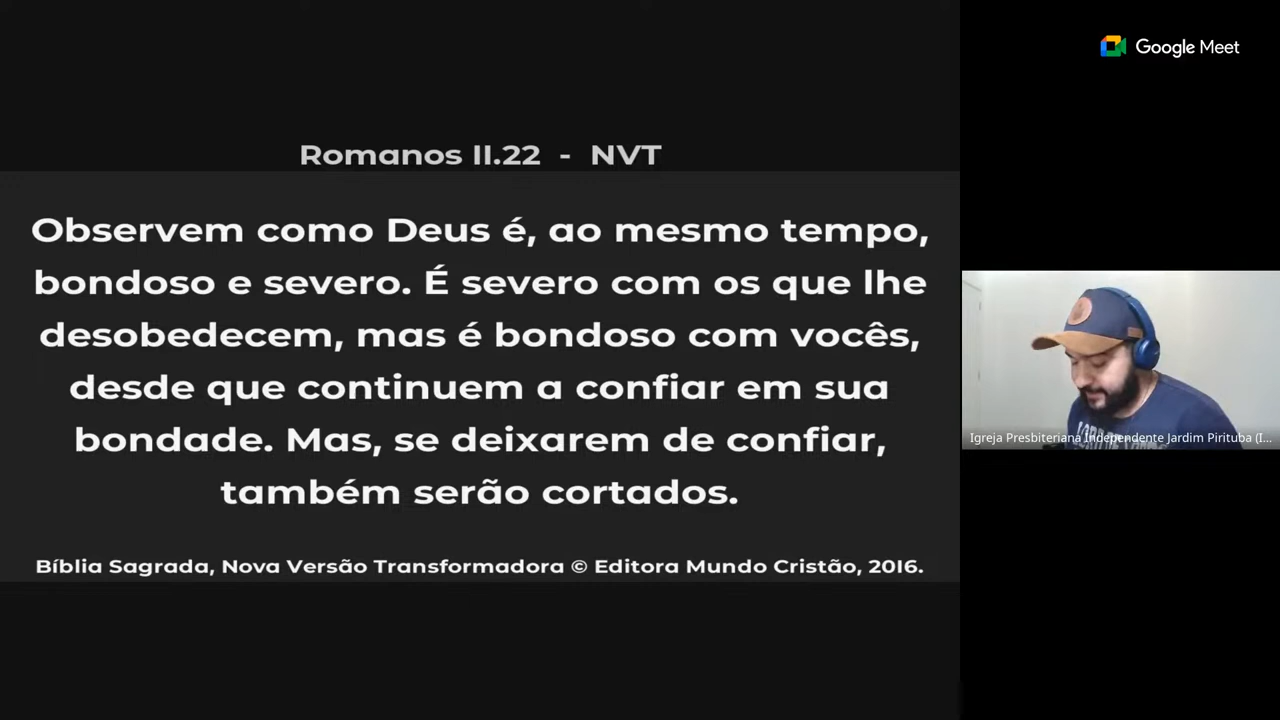 Google Meet
Romanos 11.22 - NVT
Observem como Deus é, ao mesmo tempo,
bondoso e severo. É severo com os que lhe
desobedecem, mas é bondoso com vocês,
desde que continuem a confiar em sua
bondade. Mas, se deixarem de confiar,
também serão cortados.
Bíblia Sagrada, Nova Versão Transformadora © Editora Mundo Cristão, 2016.
Igreja Presbiteriana Independente Jardim Pirituba (I...